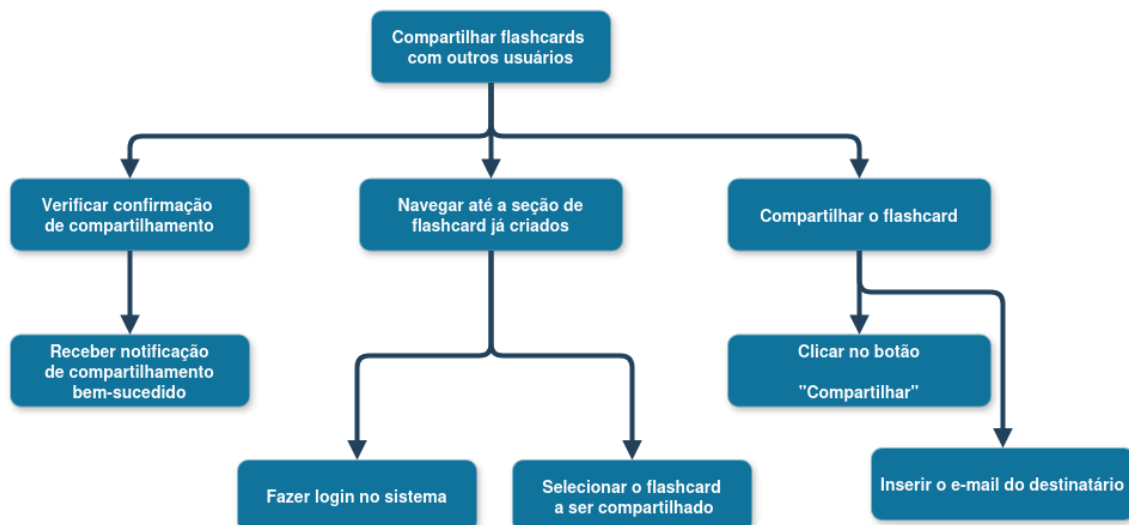 Compartilhar flashcards
com outros usuários
Verificar confirmação
de compartilhamento
Navegar até a seção de
flashcard já criados
Compartilhar o flashcard
Receber notificação
de compartilhamento
bem-sucedido
Clicar no botão
"Compartilhar"
Fazer login no sistema
Selecionar o flashcard
a ser compartilhado
Inserir o e-mail do destinatário